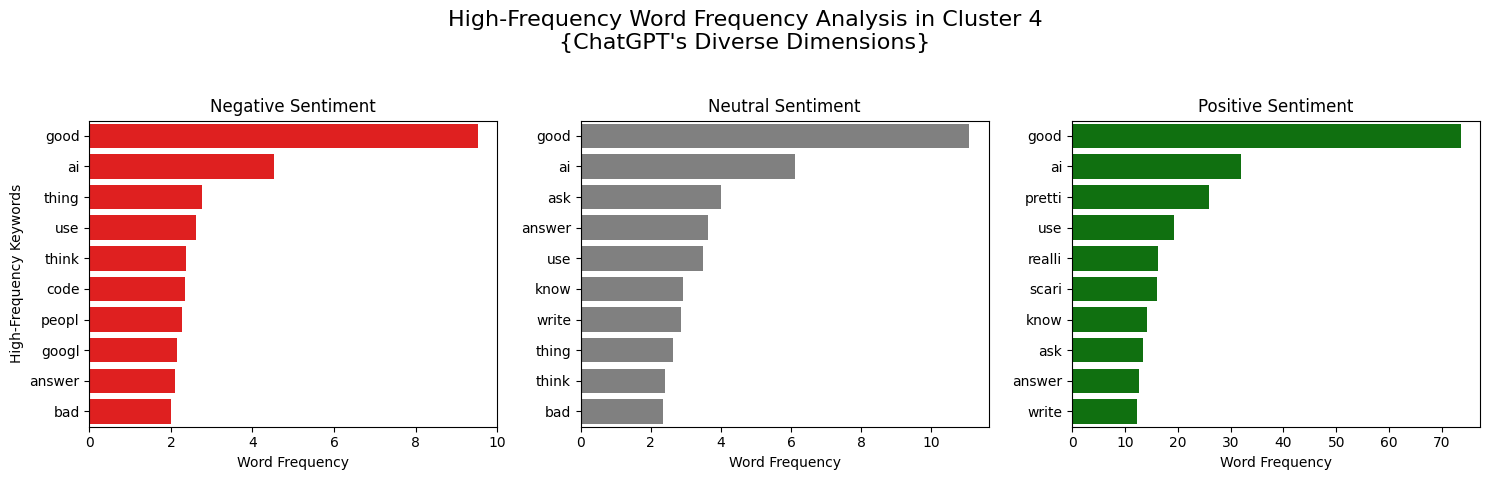 High-Frequency Word Frequency Analysis in Cluster 4
{ChatGPT's Diverse Dimensions}
Negative Sentiment
High-Frequency Keywords
good
ai
thing
use
think
code
peopl
googl
answer
bad
0 2 4 6 8 10
Word Frequency
Neutral Sentiment
good
ai
ask
answer
use
know
write
thing
think
bad
0 2 4 6 8 10
Word Frequency
Positive Sentiment
good
ai
pretti
use
realli
scari
know
ask
answer
write
0 10 20 30 40 50 60 70
Word Frequency